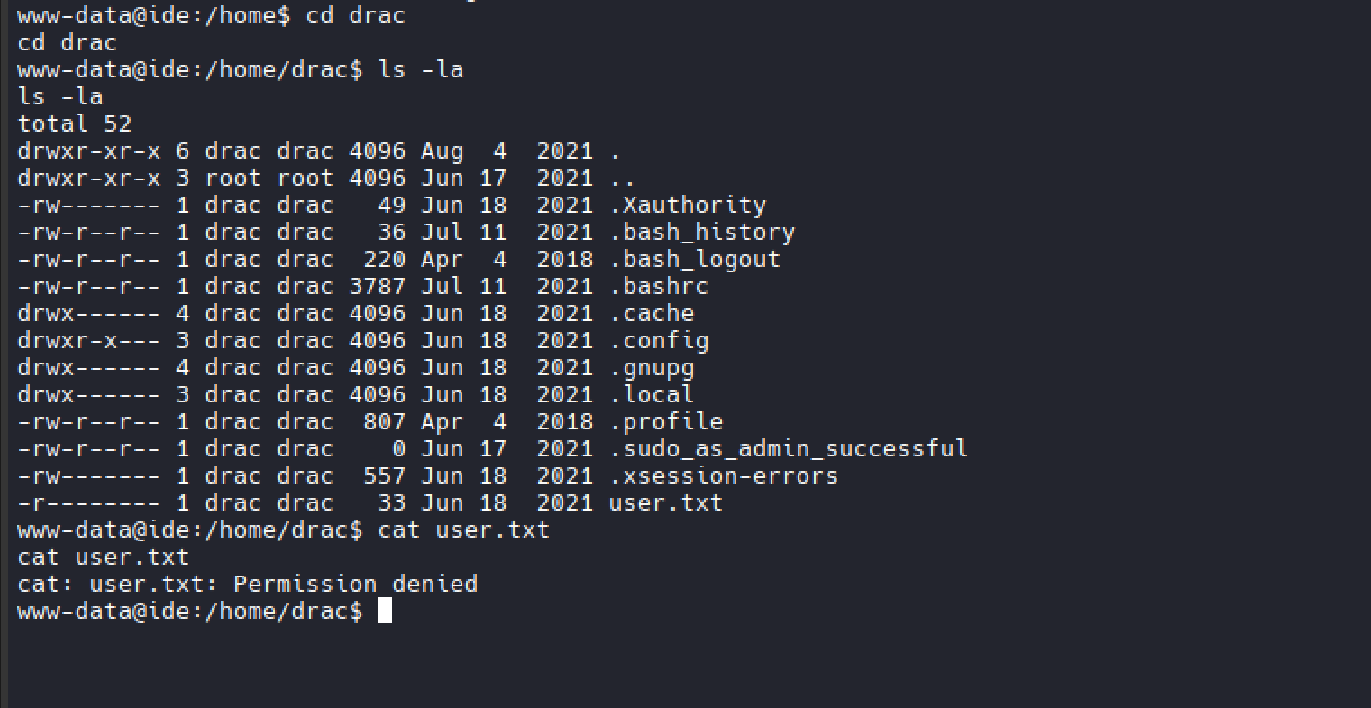 www-data@ide:/home$ cd drac
cd drac
www-data@ide:/home/drac$ ls -la
ls -la
total 52
drwxr-xr-x 6 drac drac 4096 Aug  4  2021 .
drwxr-xr-x 3 root root 4096 Jun 17  2021 ..
-rw------- 1 drac drac   49 Jun 18  2021 .Xauthority
-rw-r--r-- 1 drac drac   36 Jul 11  2021 .bash_history
-rw-r--r-- 1 drac drac  220 Apr  4  2018 .bash_logout
-rw-r--r-- 1 drac drac 3787 Jul 11  2021 .bashrc
drwx------ 4 drac drac 4096 Jun 18  2021 .cache
drwxr-x--- 3 drac drac 4096 Jun 18  2021 .config
drwx------ 4 drac drac 4096 Jun 18  2021 .gnupg
drwx------ 3 drac drac 4096 Jun 18  2021 .local
-rw-r--r-- 1 drac drac  807 Apr  4  2018 .profile
-rw-r--r-- 1 drac drac    0 Jun 17  2021 .sudo_as_admin_successful
-rw------- 1 drac drac  557 Jun 18  2021 .xsession-errors
-r-------- 1 drac drac   33 Jun 18  2021 user.txt
www-data@ide:/home/drac$ cat user.txt
cat user.txt
cat: user.txt: Permission denied
www-data@ide:/home/drac$